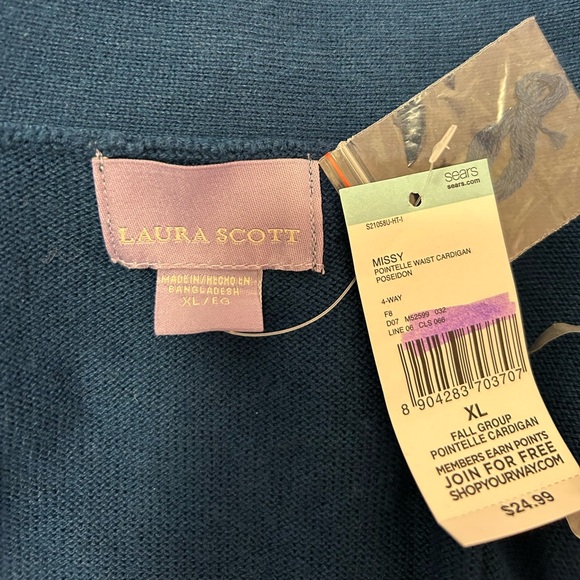 LAURA SCOTT
MADE IN/HECHO EN
BANGLADESH
XL/EG
sears
sears.com
S21058U-HT-I
MISSY
POINTELLE WAIST CARDIGAN
POSEIDON
4-WAY
F8
D07 M52599 032
LINE 06 CLS 066
8 904283 703707
XL
FALL GROUP
POINTELLE CARDIGAN
MEMBERS EARN POINTS
JOIN FOR FREE
SHOPYOURWAY.COM
$24.99